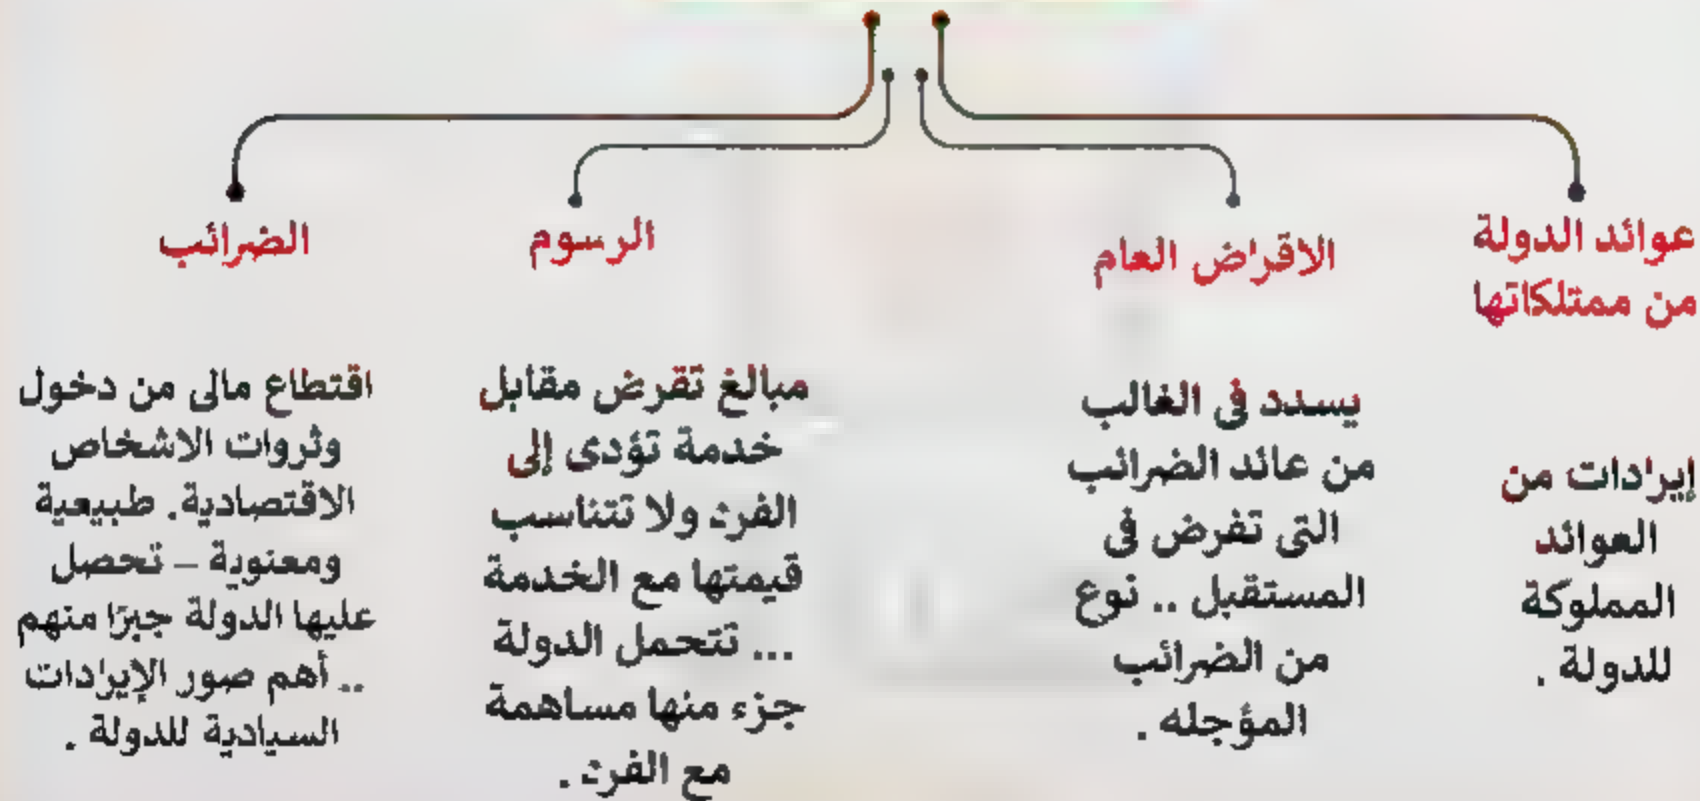 عوائد الدولة
من ممتلكاتها
إيرادات من
العوائد
المملوكة
للدولة .
الاقراض العام
يسدد فى الغالب
من عائد الضرائب
التى تفرض فى
المستقبل .. نوع
من الضرائب
المؤجله .
الرسوم
مبالغ تفرض مقابل
خدمة تؤدى إلى
الفرد ولا تتناسب
قيمتها مع الخدمة
... تتحمل الدولة
جزء منها مساهمة
مع الفرد .
الضرائب
اقتطاع مالى من دخول
وثروات الاشخاص
الاقتصادية. طبيعية
ومعنوية – تحصل
عليها الدولة جبرًا منهم
.. أهم صور الإيرادات
السيادية للدولة .